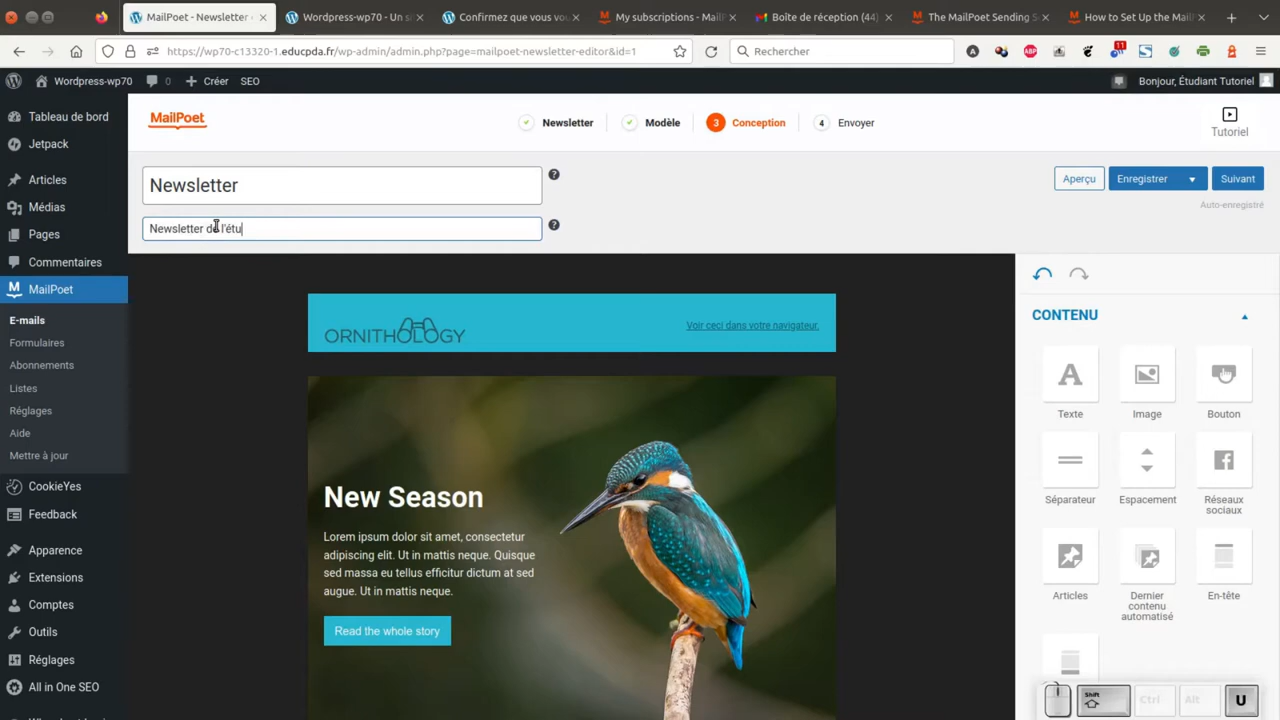 MailPoet - Newsletter
Wordpress-wp70 - Un s
Confirmez que vous vou
My subscriptions - MailP
Boîte de réception (44)
The MailPoet Sending S
How to Set Up the Mail
https://wp70-c13320-1.educpda.fr/wp-admin/admin.php?page=mailpoet-newsletter-editor&id=1
Rechercher
11
Wordpress-wp70
0
Créer
SEO
Bonjour, Étudiant Tutoriel
Tableau de bord
Jetpack
Articles
Médias
Pages
Commentaires
MailPoet
E-mails
Formulaires
Abonnements
Listes
Réglages
Aide
Mettre à jour
CookieYes
Feedback
Apparence
Extensions
Comptes
Outils
Réglages
All in One SEO
MailPoet
Newsletter
Modèle
3 Conception
4 Envoyer
Tutoriel
Newsletter
Newsletter de l'étu
Aperçu
Enregistrer
Suivant
Auto-enregistré
ORNITHOLOGY
Voir ceci dans votre navigateur.
New Season
Lorem ipsum dolor sit amet, consectetur
adipiscing elit. Ut in mattis neque. Quisque
sed massa eu tellus efficitur dictum at sed
augue. Ut in mattis neque.
Read the whole story
CONTENU
Texte
Image
Bouton
Séparateur
Espacement
Réseaux
sociaux
Articles
Dernier
contenu
automatisé
En-tête
Shift
Ctrl
Alt
U